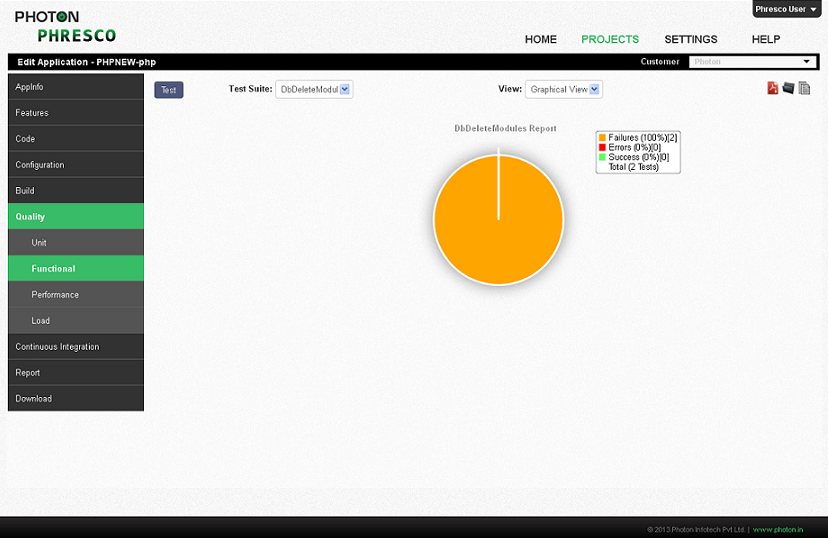 Phresco User
PHOTON
PHRESCO
HOME PROJECTS SETTINGS HELP
Edit Application - PHPNEW-php Customer Photon
AppInfo
Features
Code
Configuration
Build
Quality
Unit
Functional
Performance
Load
Continuous Integration
Report
Download
Test Test Suite: DbDeleteModul View: Graphical View
DbDeleteModules Report
Failures (100%)[2]
Errors (0%)[0]
Success (0%)[0]
Total (2 Tests)
© 2013 Photon Infotech Pvt Ltd. | www.photon.in